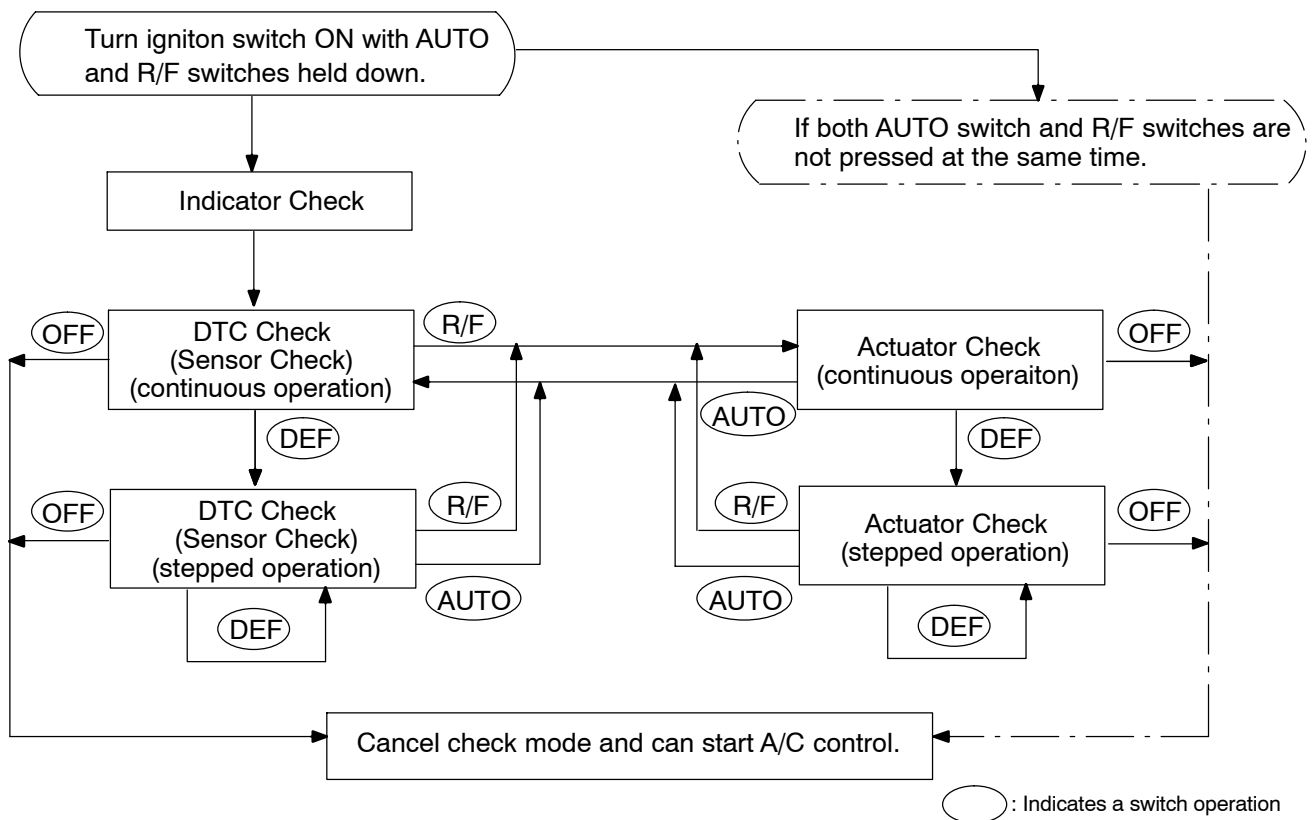 Turn igniton switch ON with AUTO
and R/F switches held down.
If both AUTO switch and R/F switches are
not pressed at the same time.
Indicator Check
OFF
DTC Check
(Sensor Check)
(continuous operation)
R/F
Actuator Check
(continuous operaiton)
OFF
AUTO
DEF
DEF
OFF
DTC Check
(Sensor Check)
(stepped operation)
R/F
AUTO
R/F
AUTO
Actuator Check
(stepped operation)
OFF
DEF
DEF
Cancel check mode and can start A/C control.
: Indicates a switch operation